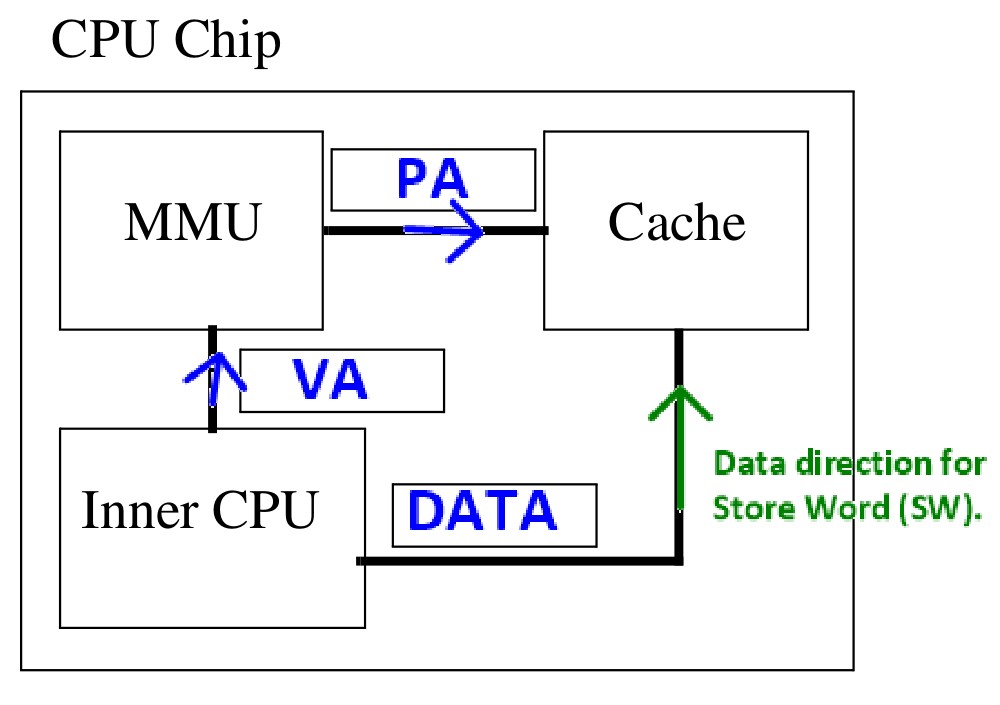 CPU Chip
MMU
PA
Cache
VA
Inner CPU
DATA
Data direction for
Store Word (SW).